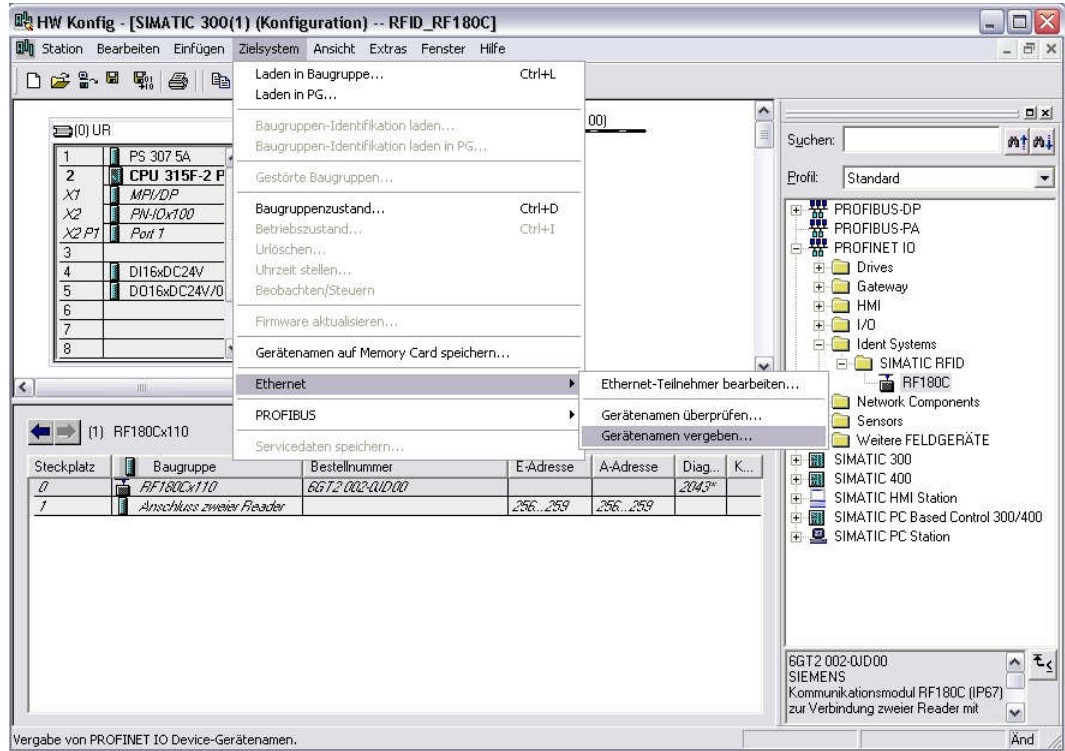 HW Konfig - [SIMATIC 300(1) (Konfiguration) -- RFID_RF180C]
Station Bearbeiten Einfügen Zielsystem Ansicht Extras Fenster Hilfe
Laden in Baugruppe... Ctrl+L
Laden in PG...
Baugruppen-Identifikation laden...
Baugruppen-Identifikation laden in PG...
Gestörte Baugruppen...
Baugruppenzustand... Ctrl+D
Betriebszustand... Ctrl+I
Urlöschen...
Uhrzeit stellen...
Beobachten/Steuern
Firmware aktualisieren...
Gerätenamen auf Memory Card speichern...
Ethernet
PROFIBUS
Servicedaten speichern...
Ethernet-Teilnehmer bearbeiten...
Gerätenamen überprüfen...
Gerätenamen vergeben...
(0) UR
1 PS 307 5A
2 CPU 315F-2 P
X1 MPI/DP
X2 PN-IOx100
X2 P1 Port 1
3
4 DI16xDC24V
5 DO16xDC24V/0
6
7
8
00)
Suchen:
Profil: Standard
PROFIBUS-DP
PROFIBUS-PA
PROFINET IO
Drives
Gateway
HMI
I/O
Ident Systems
SIMATIC RFID
RF180C
Network Components
Sensors
Weitere FELDGERÄTE
SIMATIC 300
SIMATIC 400
SIMATIC HMI Station
SIMATIC PC Based Control 300/400
SIMATIC PC Station
(1) RF180Cx110
Steckplatz Baugruppe Bestellnummer E-Adresse A-Adresse Diag... K...
0 RF180Cx110 6GT2 002-0JD00 2043*
1 Anschluss zweier Reader 256...259 256...259
6GT2 002-0JD00
SIEMENS
Kommunikationsmodul RF180C (IP67)
zur Verbindung zweier Reader mit
Vergabe von PROFINET IO Device-Gerätenamen.
Änd